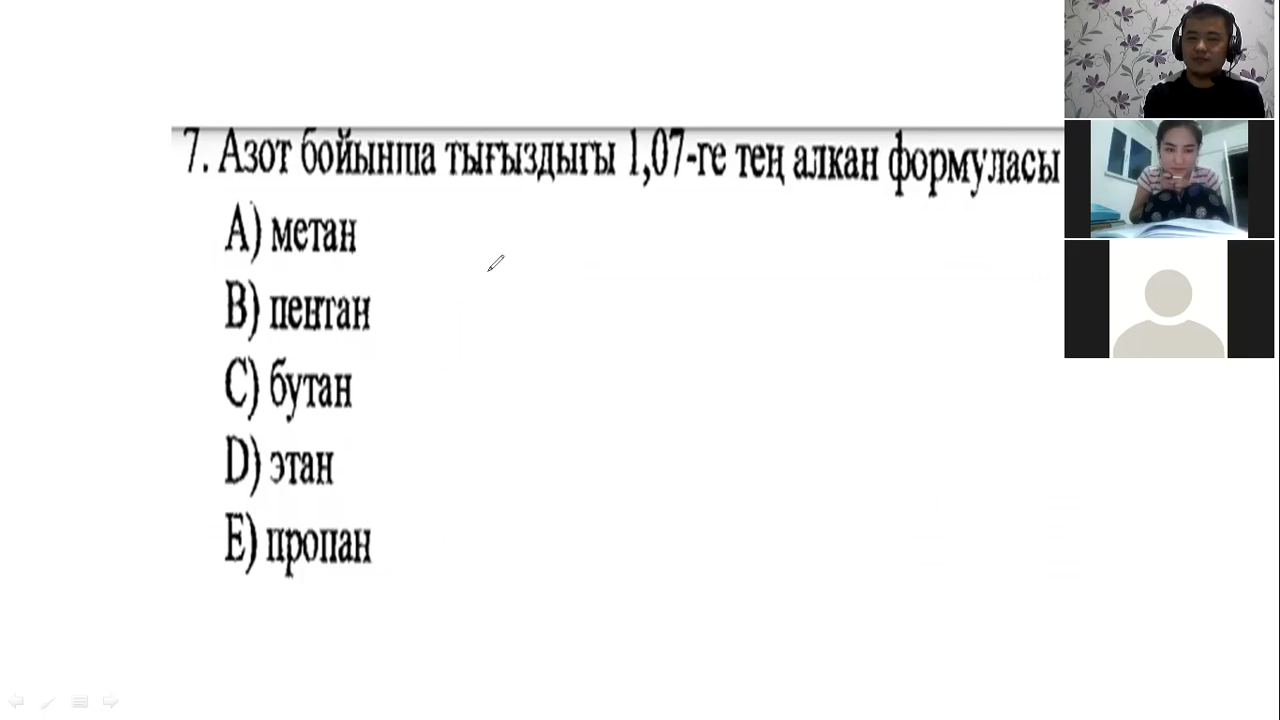 7. Азот бойынша тығыздығы 1,07-ге тең алкан формуласы
A) метан
B) пентан
C) бутан
D) этан
E) пропан